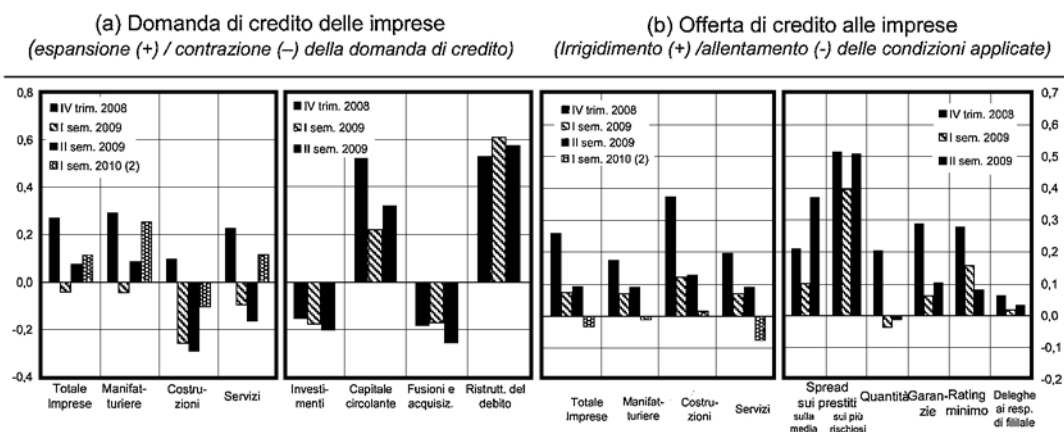 (a) Domanda di credito delle imprese
(espansione (+) / contrazione (–) della domanda di credito)
(b) Offerta di credito alle imprese
(Irrigidimento (+) /allentamento (-) delle condizioni applicate)
0,8
0,6
0,4
0,2
0,0
-0,2
-0,4
IV trim. 2008
I sem. 2009
II sem. 2009
I sem. 2010 (2)
Totale Imprese
Manifat-
turiere
Costru-
zioni
Servizi
IV trim. 2008
I sem. 2009
II sem. 2009
Investi-
menti
Capitale
circolante
Fusioni e
acquisiz.
Ristrutt. del
debito
IV trim. 2008
I sem. 2009
II sem. 2009
I sem. 2010 (2)
Totale
Imprese
Manifat-
turiere
Costru-
zioni
Servizi
IV trim. 2008
I sem. 2009
II sem. 2009
Spread
sui prestiti
sulla
media
sui più
rischiosi
Quantità
Garan-
zie
Rating
minimo
Deleghe
ai resp.
di fililale
0,7
0,6
0,5
0,4
0,3
0,2
0,1
0,0
-0,1
-0,2